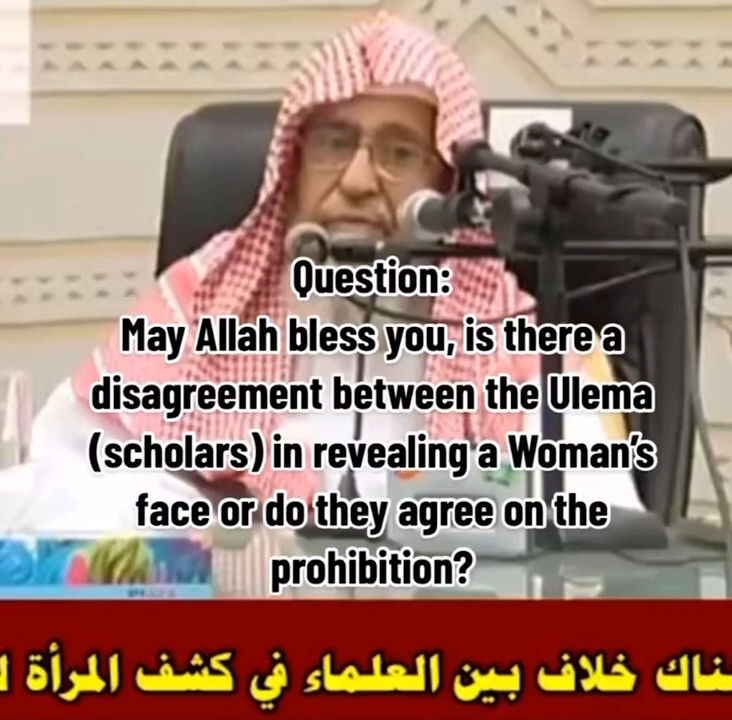 Question:
May Allah bless you, is there a
disagreement between the Ulema
(scholars) in revealing a Woman's
face or do they agree on the
prohibition?
خلاف بين العلماء في كشف المرأة